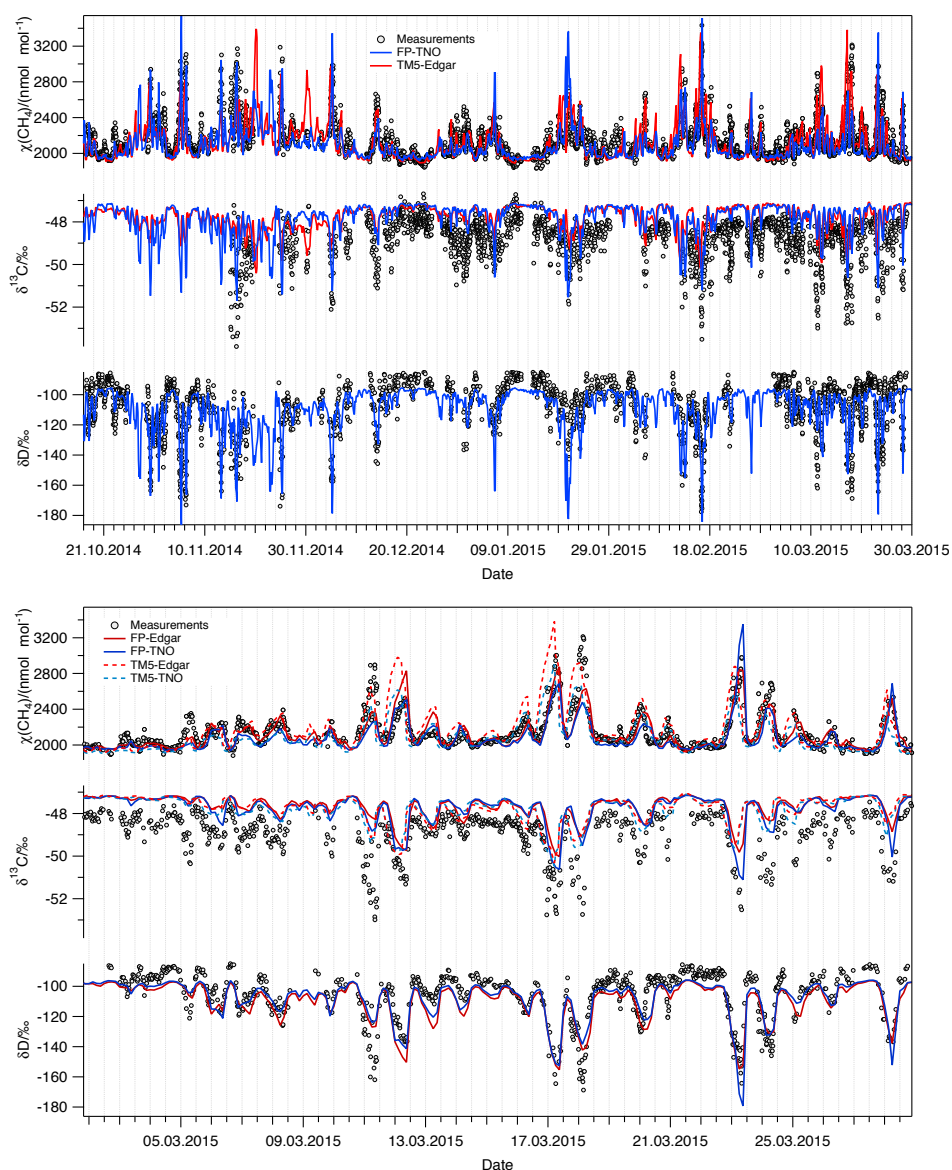 3200
2800
2400
2000
χ(CH₄)/(nmol mol⁻¹)
Measurements
FP-TNO
TM5-Edgar
-48
-50
-52
δ¹³C/‰
-100
-120
-140
-160
-180
δD/‰
21.10.2014 10.11.2014 30.11.2014 20.12.2014 09.01.2015 29.01.2015 18.02.2015 10.03.2015 30.03.2015
Date
3200
2800
2400
2000
χ(CH₄)/(nmol mol⁻¹)
Measurements
FP-Edgar
FP-TNO
TM5-Edgar
TM5-TNO
-48
-50
-52
δ¹³C/‰
-100
-120
-140
-160
-180
δD/‰
05.03.2015 09.03.2015 13.03.2015 17.03.2015 21.03.2015 25.03.2015
Date